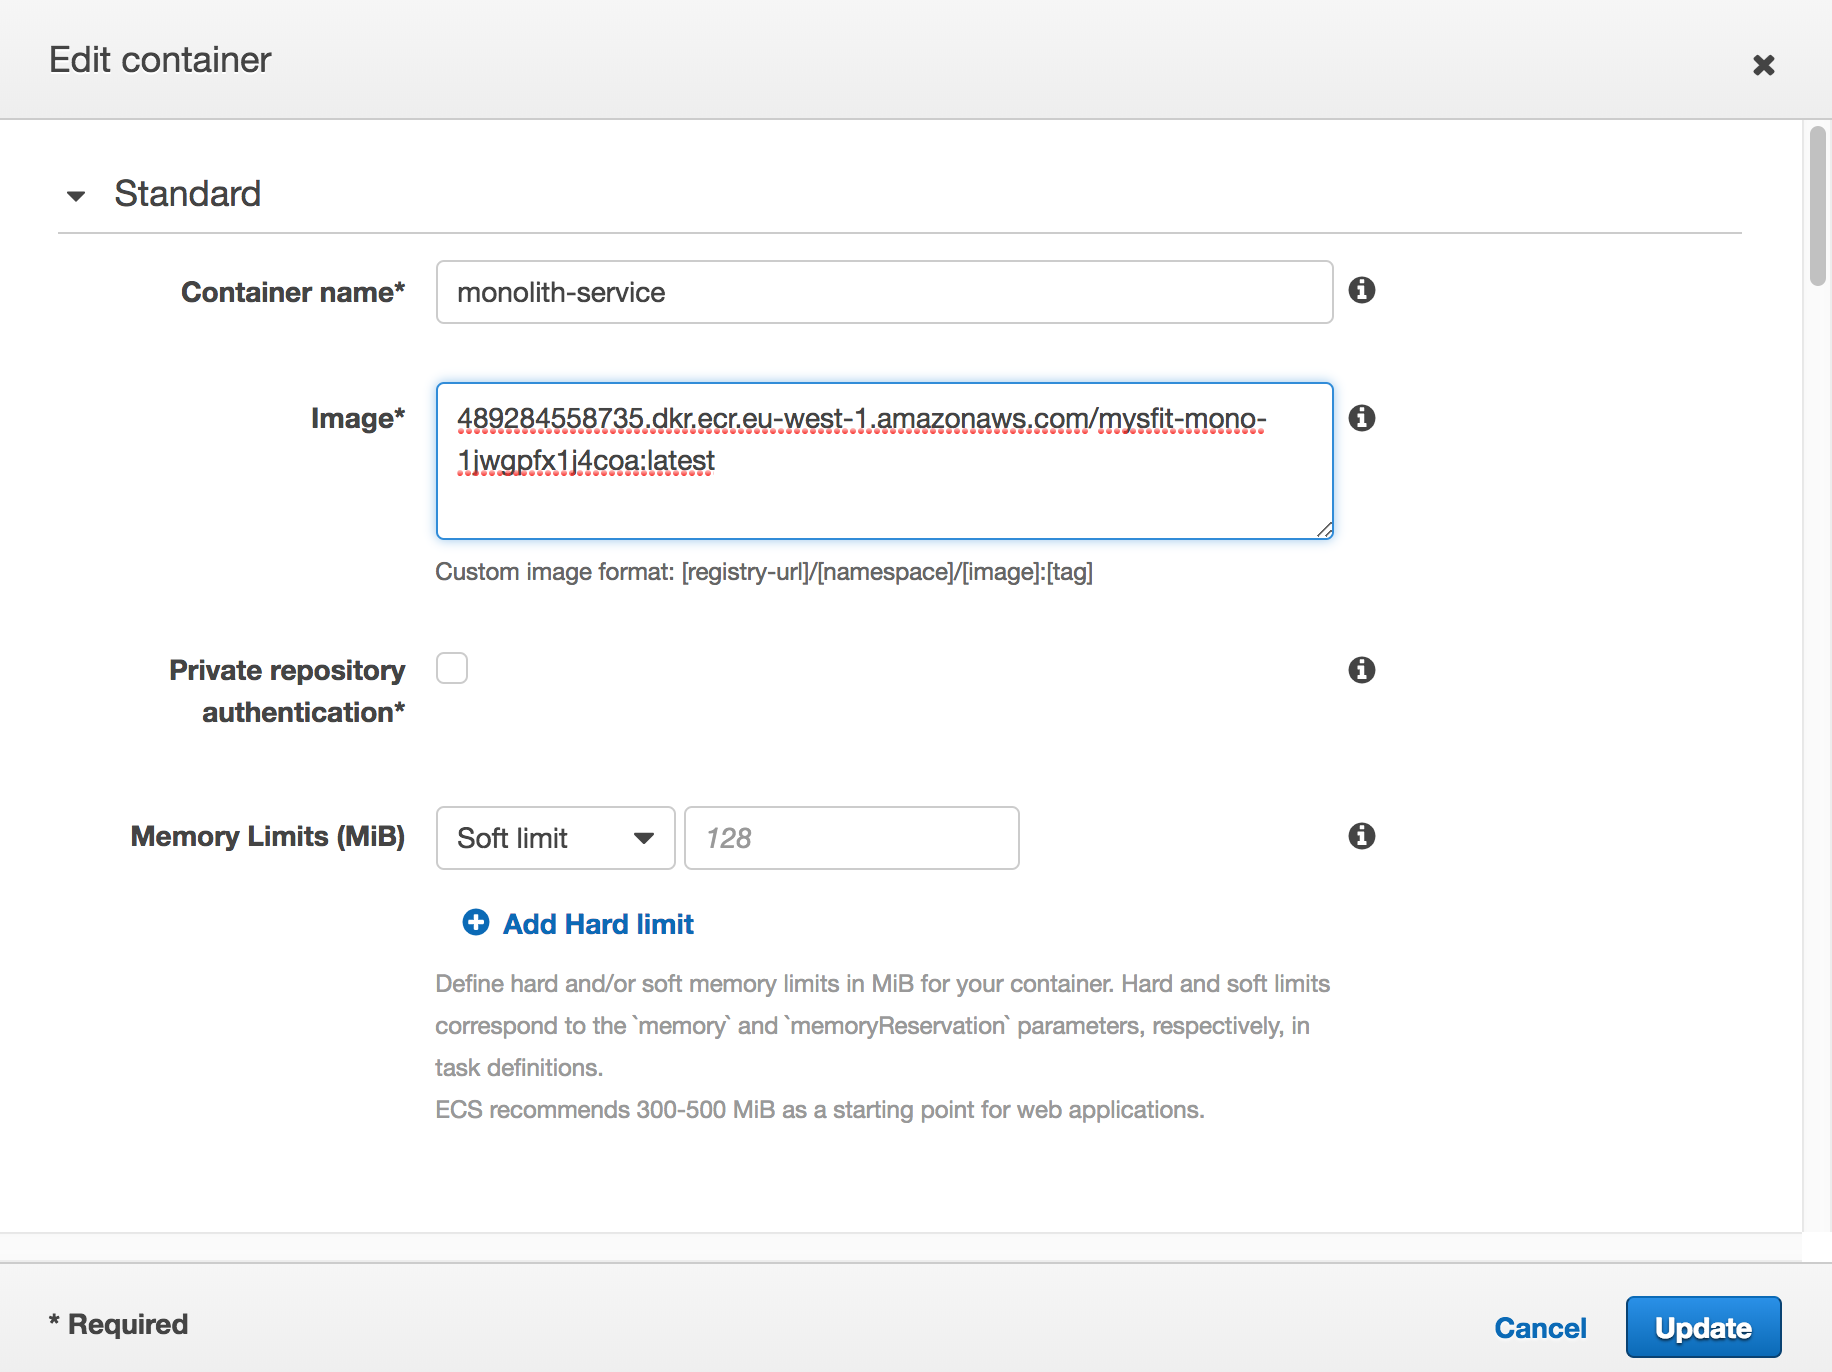 Edit container
Standard
Container name*
monolith-service
Image*
489284558735.dkr.ecr.eu-west-1.amazonaws.com/mysfit-mono-
1jwgpfx1j4coa:latest
Custom image format: [registry-url]/[namespace]/[image]:[tag]
Private repository
authentication*
Memory Limits (MiB)
Soft limit
128
Add Hard limit
Define hard and/or soft memory limits in MiB for your container. Hard and soft limits
correspond to the `memory` and `memoryReservation` parameters, respectively, in
task definitions.
ECS recommends 300-500 MiB as a starting point for web applications.
* Required
Cancel
Update